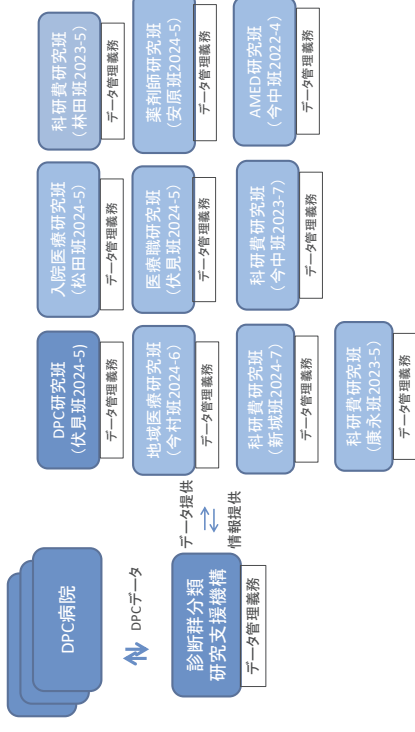 DPC病院
DPCデータ
診断群分類
研究支援機構
データ管理義務
データ提供
情報提供
DPC研究班
（伏見班2024-5)
データ管理義務
入院医療研究班
（松田班2024-5）
データ管理義務
科研費研究班
（林田班2023-5）
データ管理義務
地域医療研究班
（今村班2024-6）
データ管理義務
医療職研究班
（伏見班2024-5）
データ管理義務
薬剤師研究班
（安原班2024-5）
データ管理義務
科研費研究班
（新城班2024-7）
データ管理義務
科研費研究班
（今中班2023-7）
データ管理義務
AMED研究班
（今中班2022-4）
データ管理義務
科研費研究班
（康永班2023-5）
データ管理義務